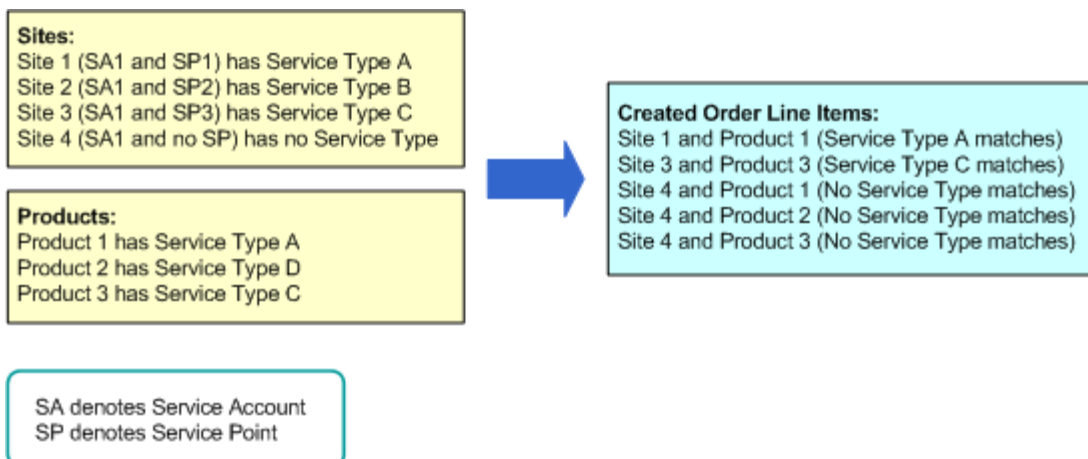 Sites:
Site 1 (SA1 and SP1) has Service Type A
Site 2 (SA1 and SP2) has Service Type B
Site 3 (SA1 and SP3) has Service Type C
Site 4 (SA1 and no SP) has no Service Type
Products:
Product 1 has Service Type A
Product 2 has Service Type D
Product 3 has Service Type C
Created Order Line Items:
Site 1 and Product 1 (Service Type A matches)
Site 3 and Product 3 (Service Type C matches)
Site 4 and Product 1 (No Service Type matches)
Site 4 and Product 2 (No Service Type matches)
Site 4 and Product 3 (No Service Type matches)
SA denotes Service Account
SP denotes Service Point